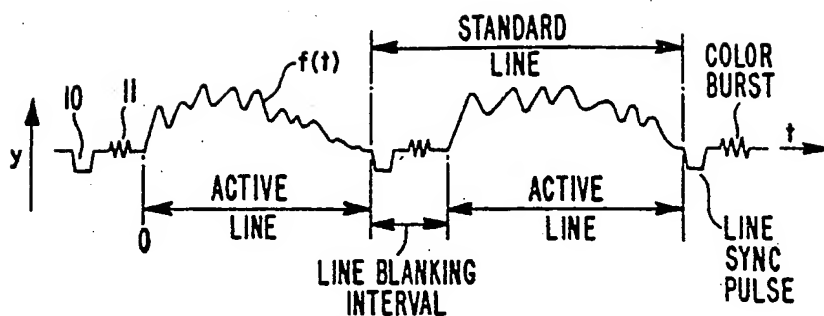 STANDARD
LINE
COLOR
BURST
f(t)
10
11
y
t
ACTIVE
LINE
ACTIVE
LINE
0
LINE BLANKING
INTERVAL
LINE
SYNC
PULSE